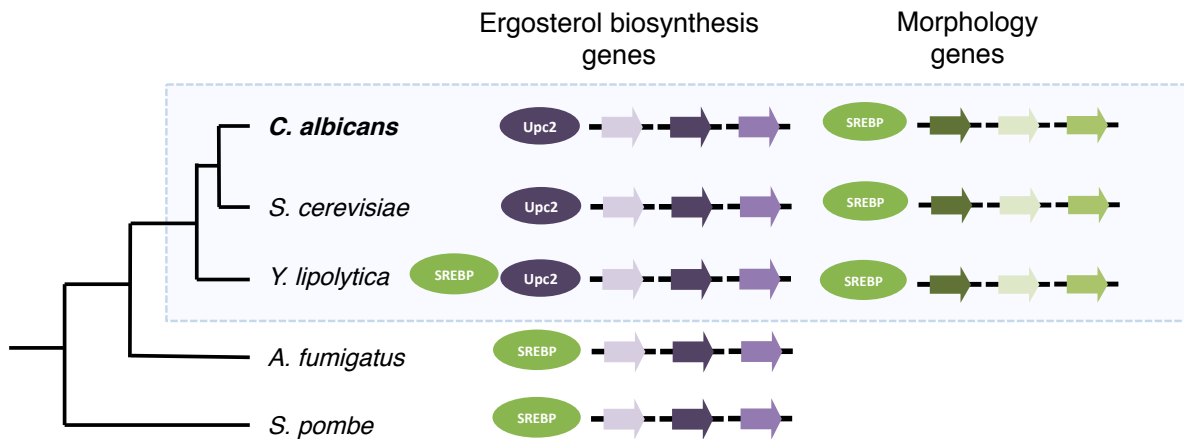 Ergosterol biosynthesis
genes
Morphology
genes
C. albicans Upc2 SREBP
S. cerevisiae Upc2 SREBP
Y. lipolytica SREBP Upc2 SREBP
A. fumigatus SREBP
S. pombe SREBP